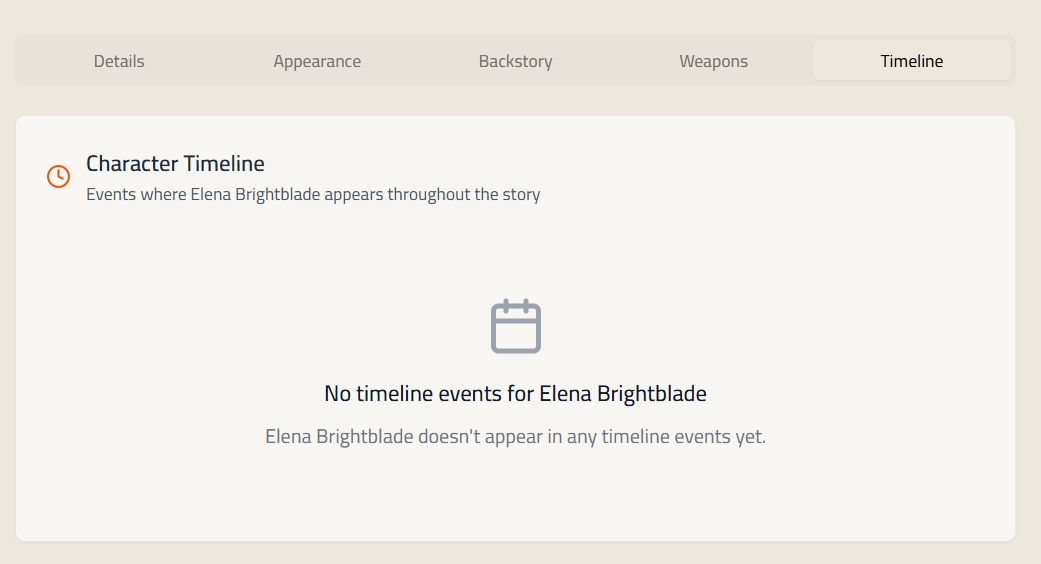 Details
Appearance
Backstory
Weapons
Timeline
Character Timeline
Events where Elena Brightblade appears throughout the story
No timeline events for Elena Brightblade
Elena Brightblade doesn't appear in any timeline events yet.